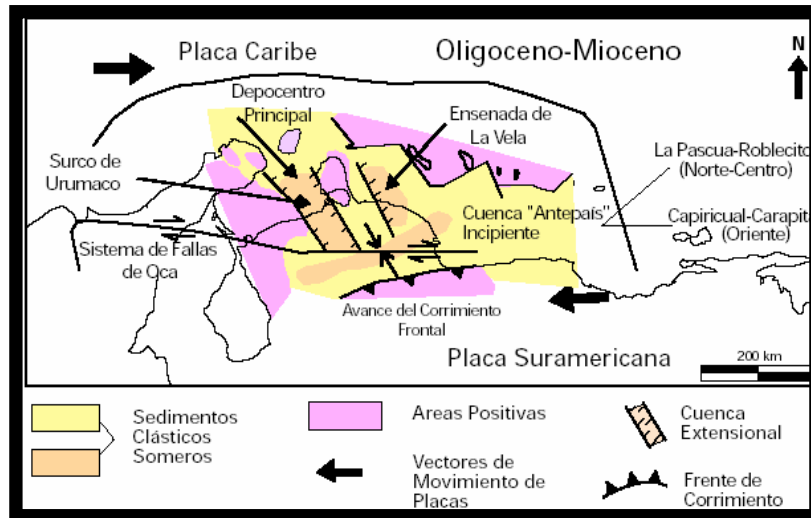 Placa Caribe
Oligoceno-Mioceno
N
Depocentro
Principal
Ensenada de
La Vela
Surco de
Urumaco
La Pascua-Roblecito
(Norte-Centro)
Cuenca "Antepaís"
Incipiente
Capiricual-Carapita
(Oriente)
Sistema de Fallas
de Oca
Avance del Corrimiento
Frontal
Placa Suramericana
200 km
Sedimentos
Clásticos
Someros
Areas Positivas
Cuenca
Extensional
Vectores de
Movimiento de
Placas
Frente de
Corrimiento